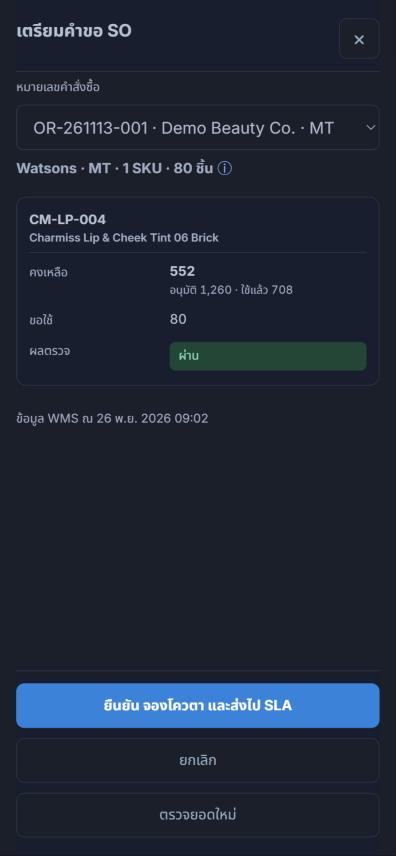 เตรียมคำขอ SO
×
หมายเลขคำสั่งซื้อ
OR-261113-001 · Demo Beauty Co. · MT
Watsons · MT · 1 SKU · 80 ชิ้น ⓘ
CM-LP-004
Charmiss Lip & Cheek Tint 06 Brick
คงเหลือ 552
อนุมัติ 1,260 · ใช้แล้ว 708
ขอใช้ 80
ผลตรวจ ผ่าน
ข้อมูล WMS ณ 26 พ.ย. 2026 09:02
ยืนยัน จองโควตา และส่งไป SLA
ยกเลิก
ตรวจยอดใหม่